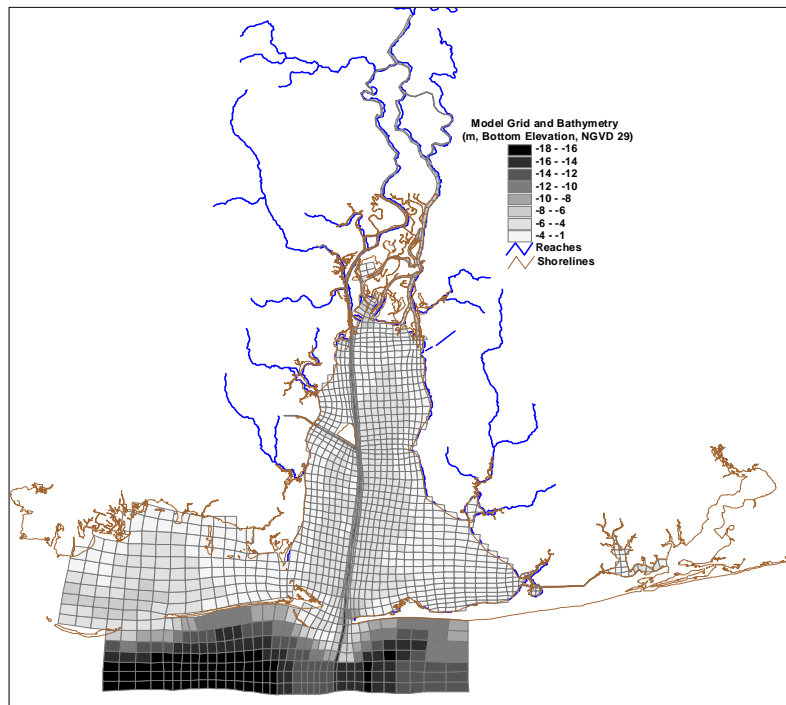 Model Grid and Bathymetry
(m, Bottom Elevation, NGVD 29)
-18 - -16
-16 - -14
-14 - -12
-12 - -10
-10 - -8
-8 - -6
-6 - -4
-4 - -1
Reaches
Shorelines